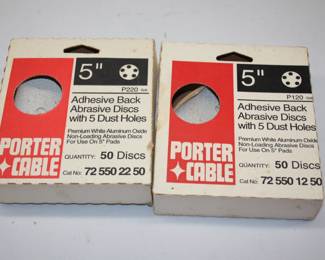 5"
P220
Adhesive Back
Abrasive Discs
with 5 Dust Holes
Premium White Aluminum Oxide
Non-Loading Abrasive Discs
For Use On 5" Pads
PORTER
CABLE
QUANTITY: 50 Discs
Cat No: 72 550 22 50
5"
P120
Adhesive Back
Abrasive Discs
with 5 Dust Holes
Premium White Aluminum Oxide
Non-Loading Abrasive Discs
For Use On 5" Pads
PORTER
CABLE
QUANTITY: 50 Discs
Cat No: 72 550 12 50